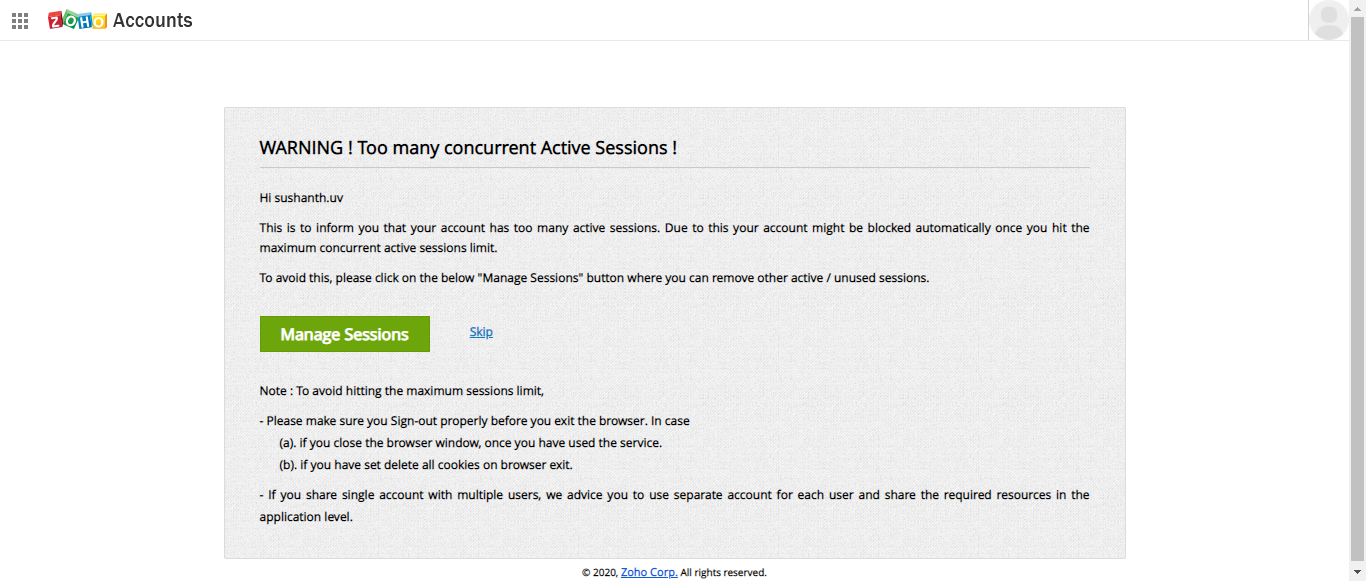 ZOHO Accounts
WARNING ! Too many concurrent Active Sessions !
Hi sushanth.uv
This is to inform you that your account has too many active sessions. Due to this your account might be blocked automatically once you hit the
maximum concurrent active sessions limit.
To avoid this, please click on the below "Manage Sessions" button where you can remove other active / unused sessions.
Manage Sessions Skip
Note : To avoid hitting the maximum sessions limit,
- Please make sure you Sign-out properly before you exit the browser. In case
(a). if you close the browser window, once you have used the service.
(b). if you have set delete all cookies on browser exit.
- If you share single account with multiple users, we advice you to use separate account for each user and share the required resources in the
application level.
© 2020, Zoho Corp. All rights reserved.